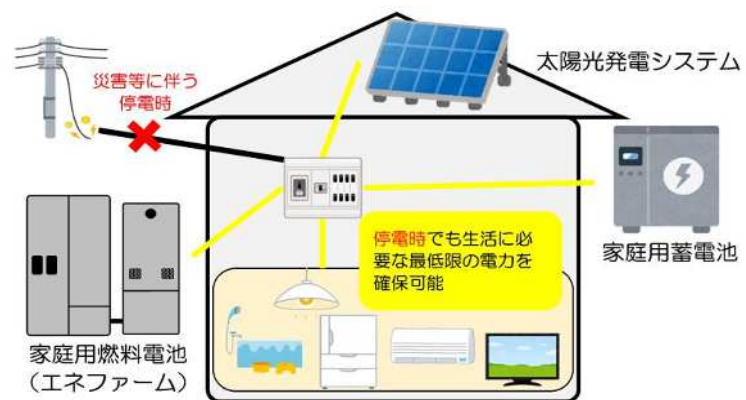 災害等に伴う
停電時
太陽光発電システム
停電時でも生活に必
要な最低限の電力を
確保可能
家庭用蓄電池
家庭用燃料電池
（エネファーム）